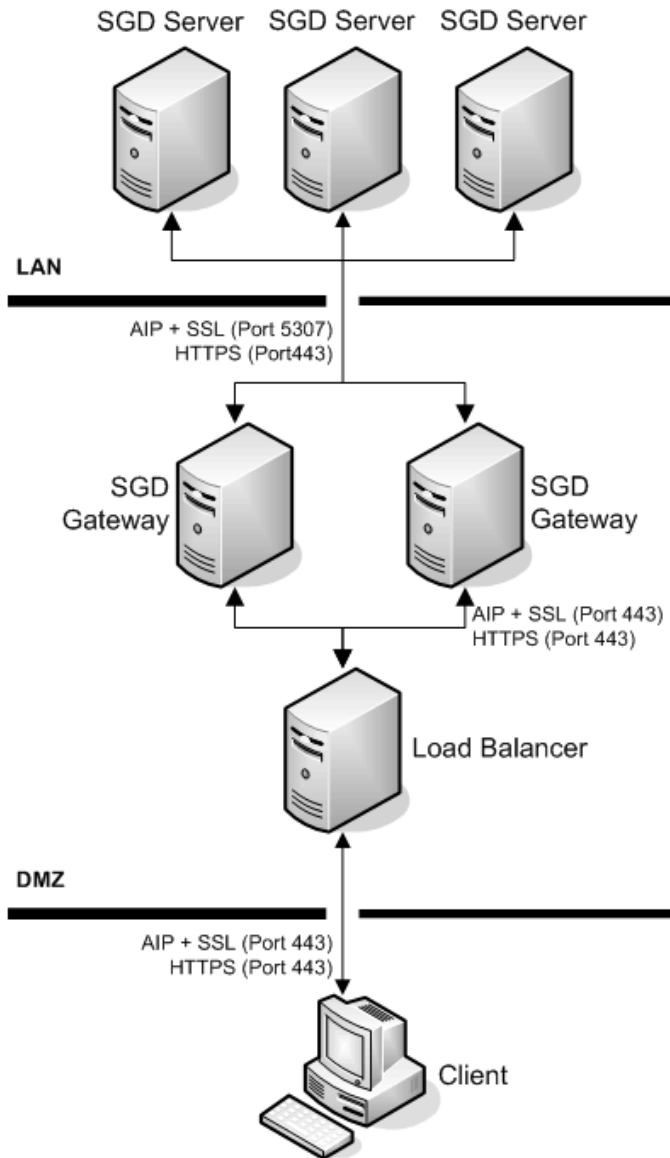 SGD Server
SGD Server
SGD Server
LAN
AIP + SSL (Port 5307)
HTTPS (Port443)
SGD
Gateway
SGD
Gateway
AIP + SSL (Port 443)
HTTPS (Port 443)
Load Balancer
DMZ
AIP + SSL (Port 443)
HTTPS (Port 443)
Client